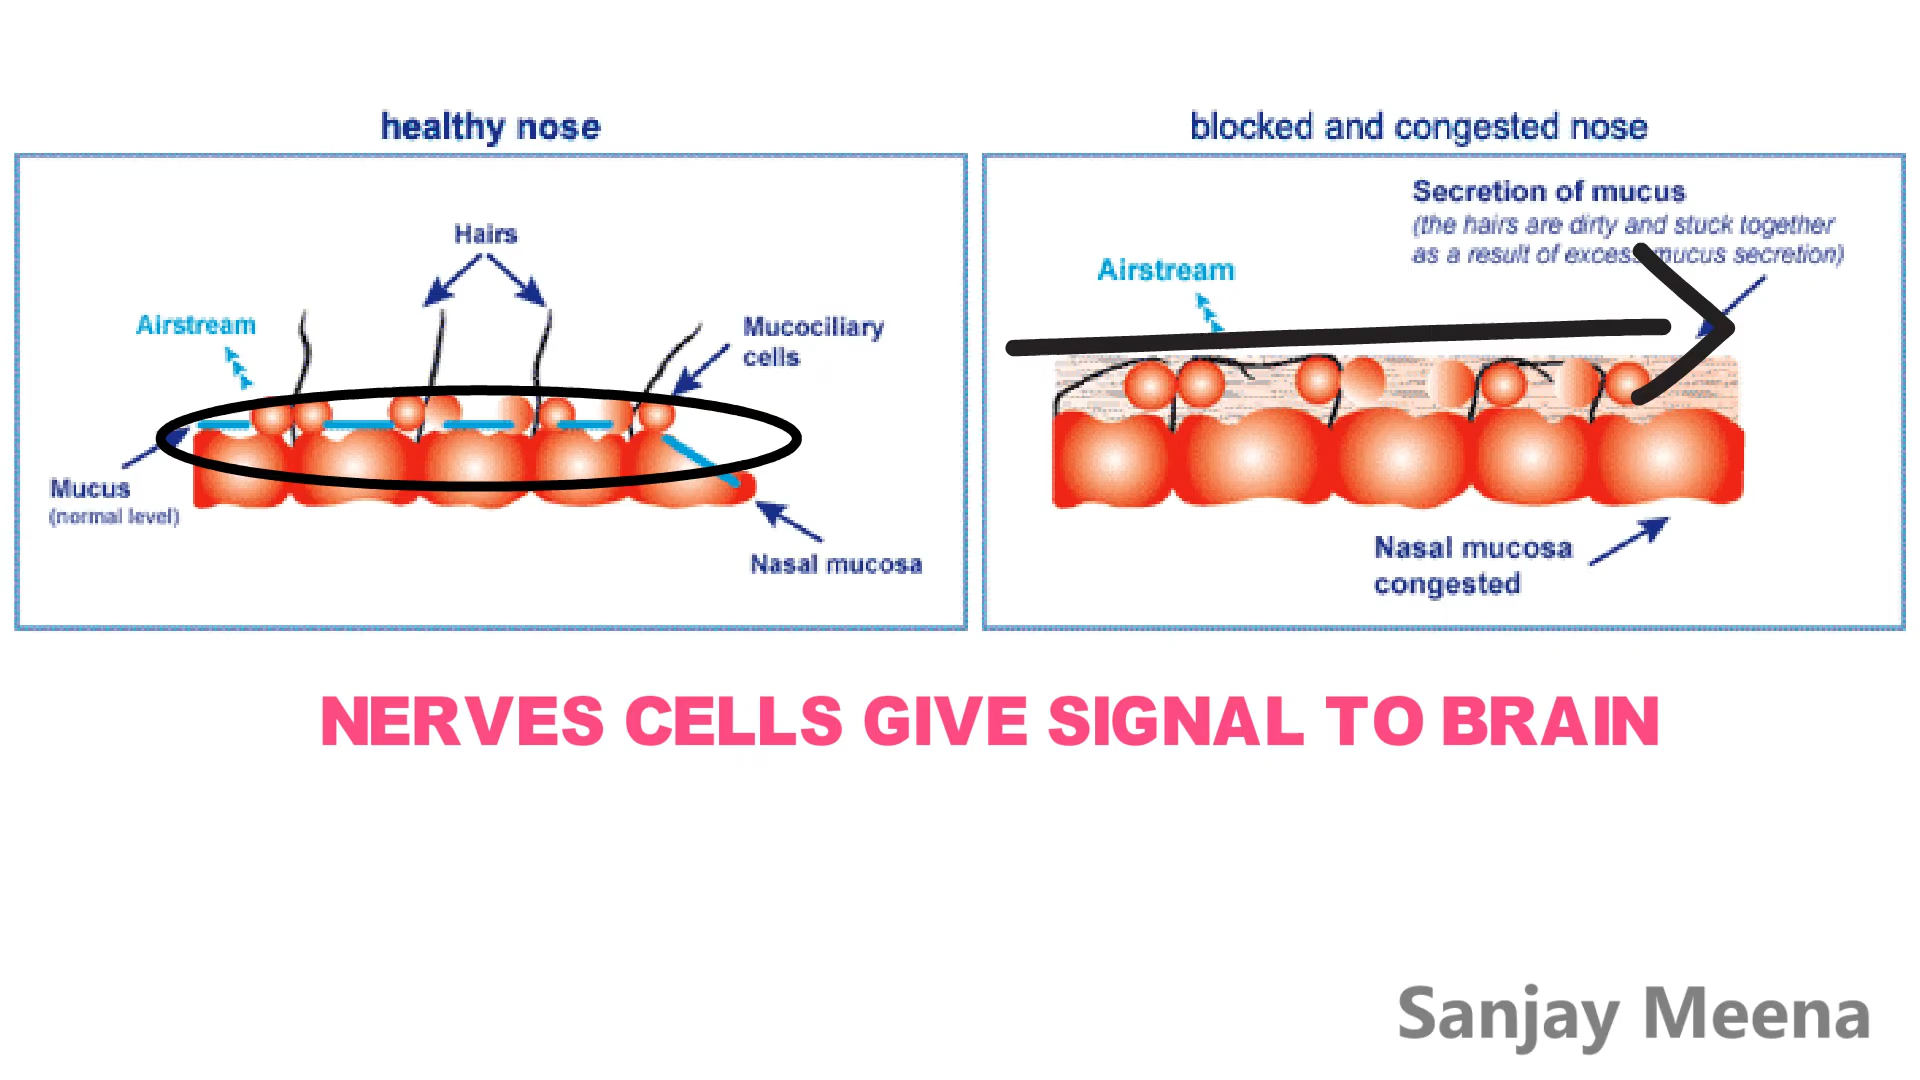 healthy nose
Hairs
Airstream
Mucociliary
cells
Mucus
(normal level)
Nasal mucosa
blocked and congested nose
Secretion of mucus
(the hairs are dirty and stuck together
as a result of excess mucus secretion)
Airstream
Nasal mucosa
congested
NERVES CELLS GIVE SIGNAL TO BRAIN
Sanjay Meena